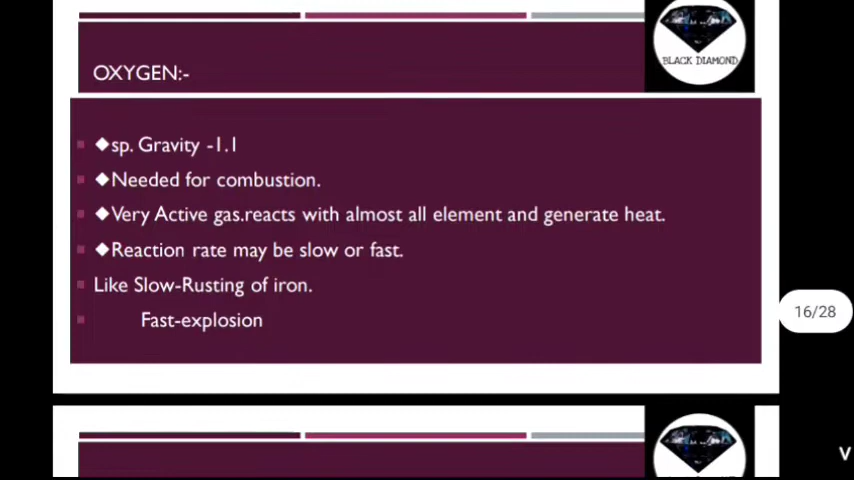 BLACK DIAMOND
OXYGEN:-
◆sp. Gravity -1.1
◆Needed for combustion.
◆Very Active gas.reacts with almost all element and generate heat.
◆Reaction rate may be slow or fast.
Like Slow-Rusting of iron.
Fast-explosion
16/28
V